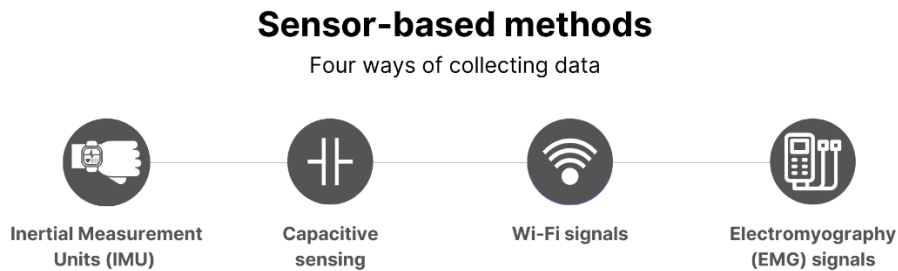 Sensor-based methods
Four ways of collecting data
Inertial Measurement
Units (IMU)
Capacitive
sensing
Wi-Fi signals
Electromyography
(EMG) signals